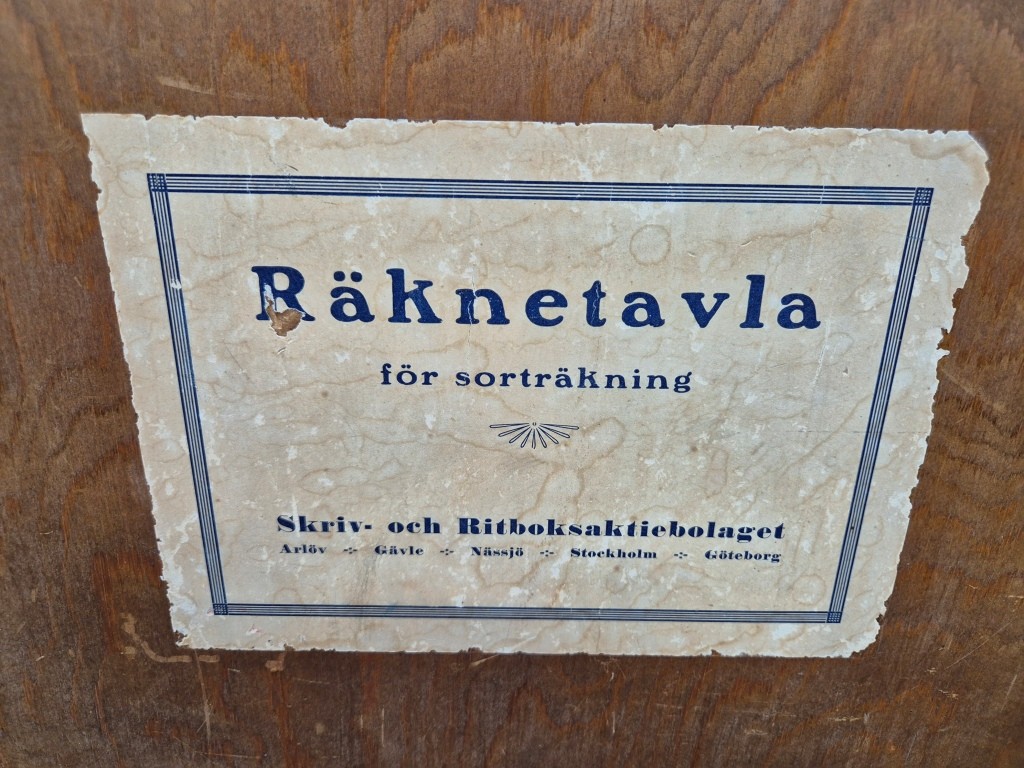 Räknetavla
för sorträkning
Skriv- och Ritboksaktiebolaget
Arlöv Gävle Nässjö Stockholm Göteborg